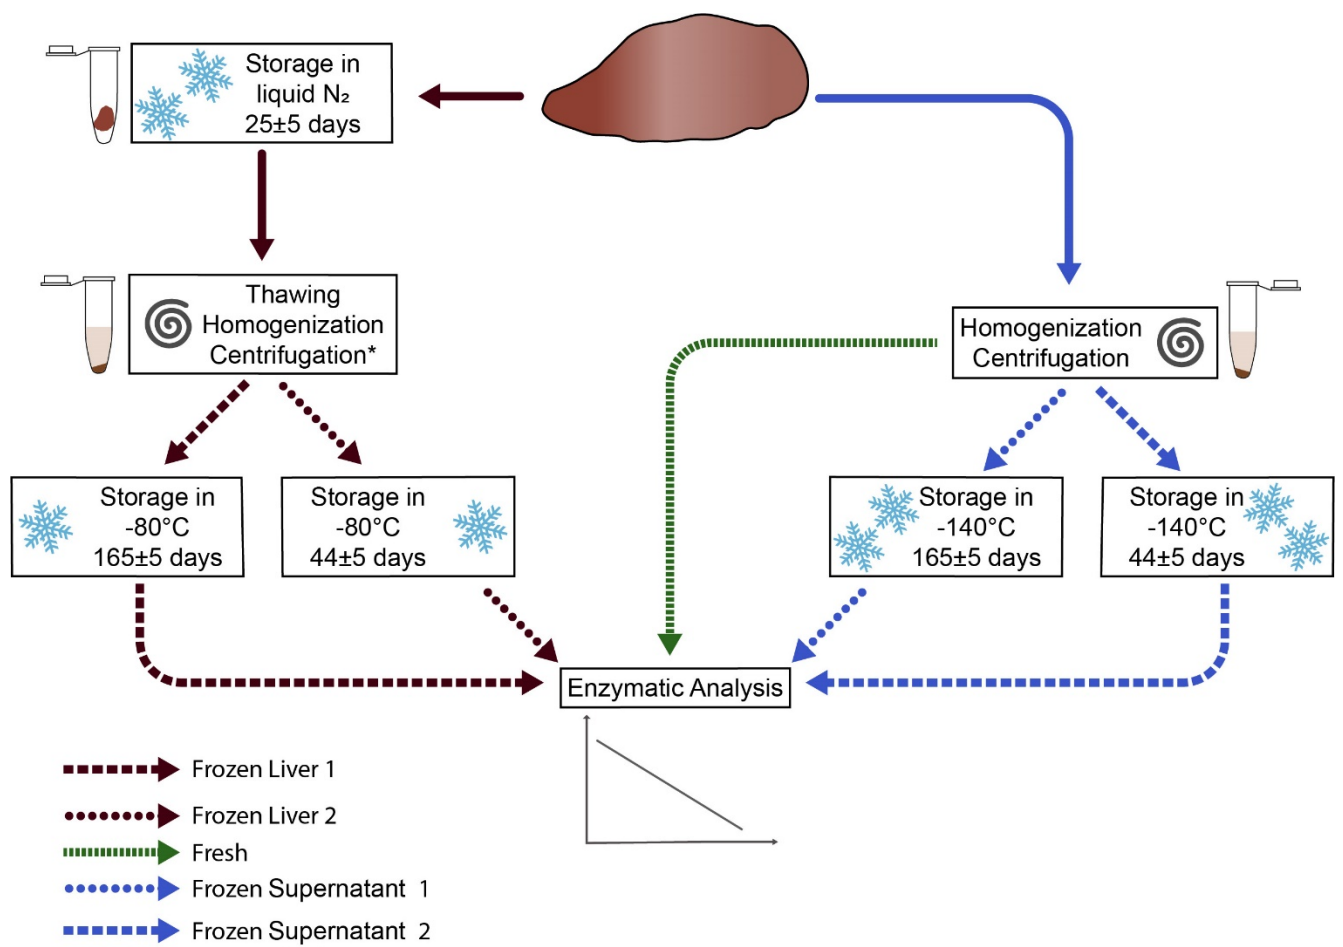 Storage in
liquid N₂
25±5 days
Thawing
Homogenization
Centrifugation*
Homogenization
Centrifugation
Storage in
-80°C
165±5 days
Storage in
-80°C
44±5 days
Storage in
-140°C
165±5 days
Storage in
-140°C
44±5 days
Enzymatic Analysis
Frozen Liver 1
Frozen Liver 2
Fresh
Frozen Supernatant 1
Frozen Supernatant 2